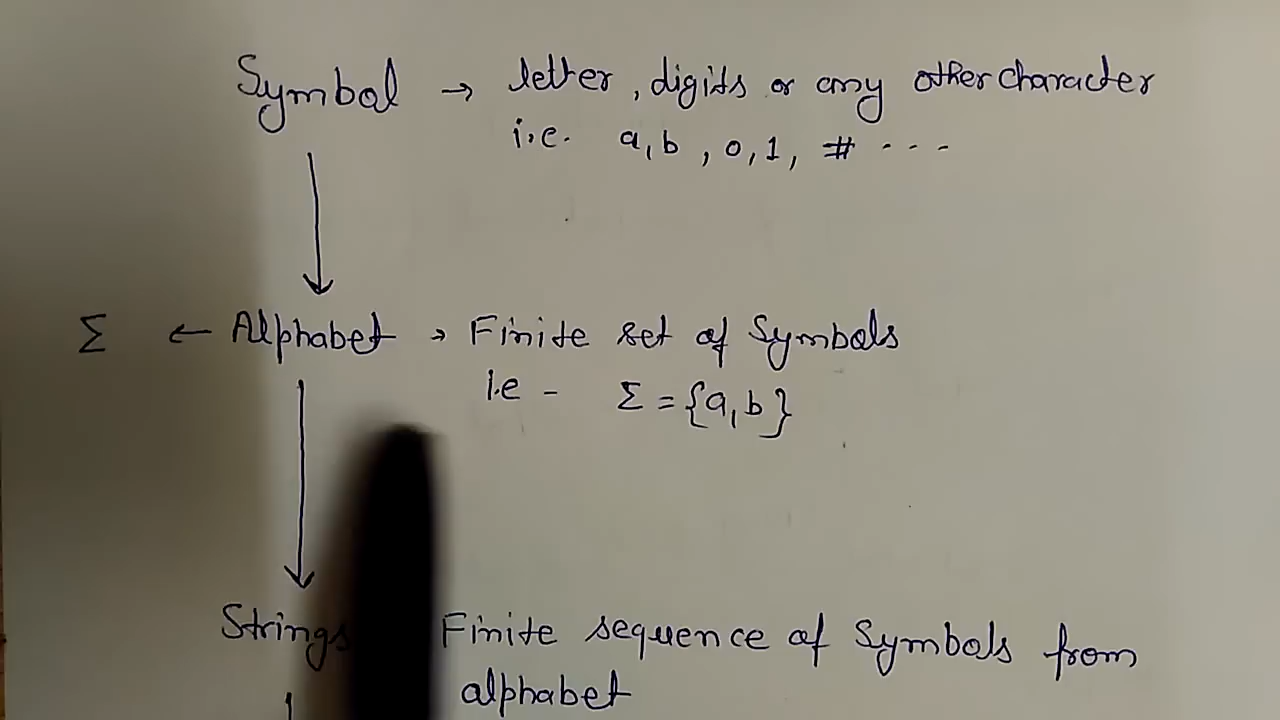 Symbol → letter, digits or any other character
i.e. a, b, 0, 1, # - - -
Σ ← Alphabet → Finite set of Symbols
i.e - Σ = {a, b}
Strings Finite sequence of Symbols from
alphabet